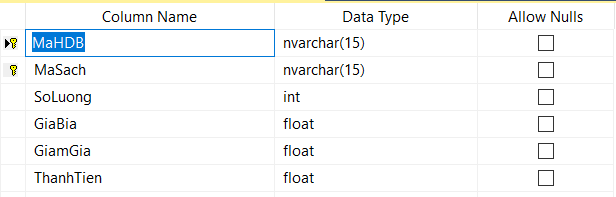 Column Name Data Type Allow Nulls
MaHDB nvarchar(15)
MaSach nvarchar(15)
SoLuong int
GiaBia float
GiamGia float
ThanhTien float